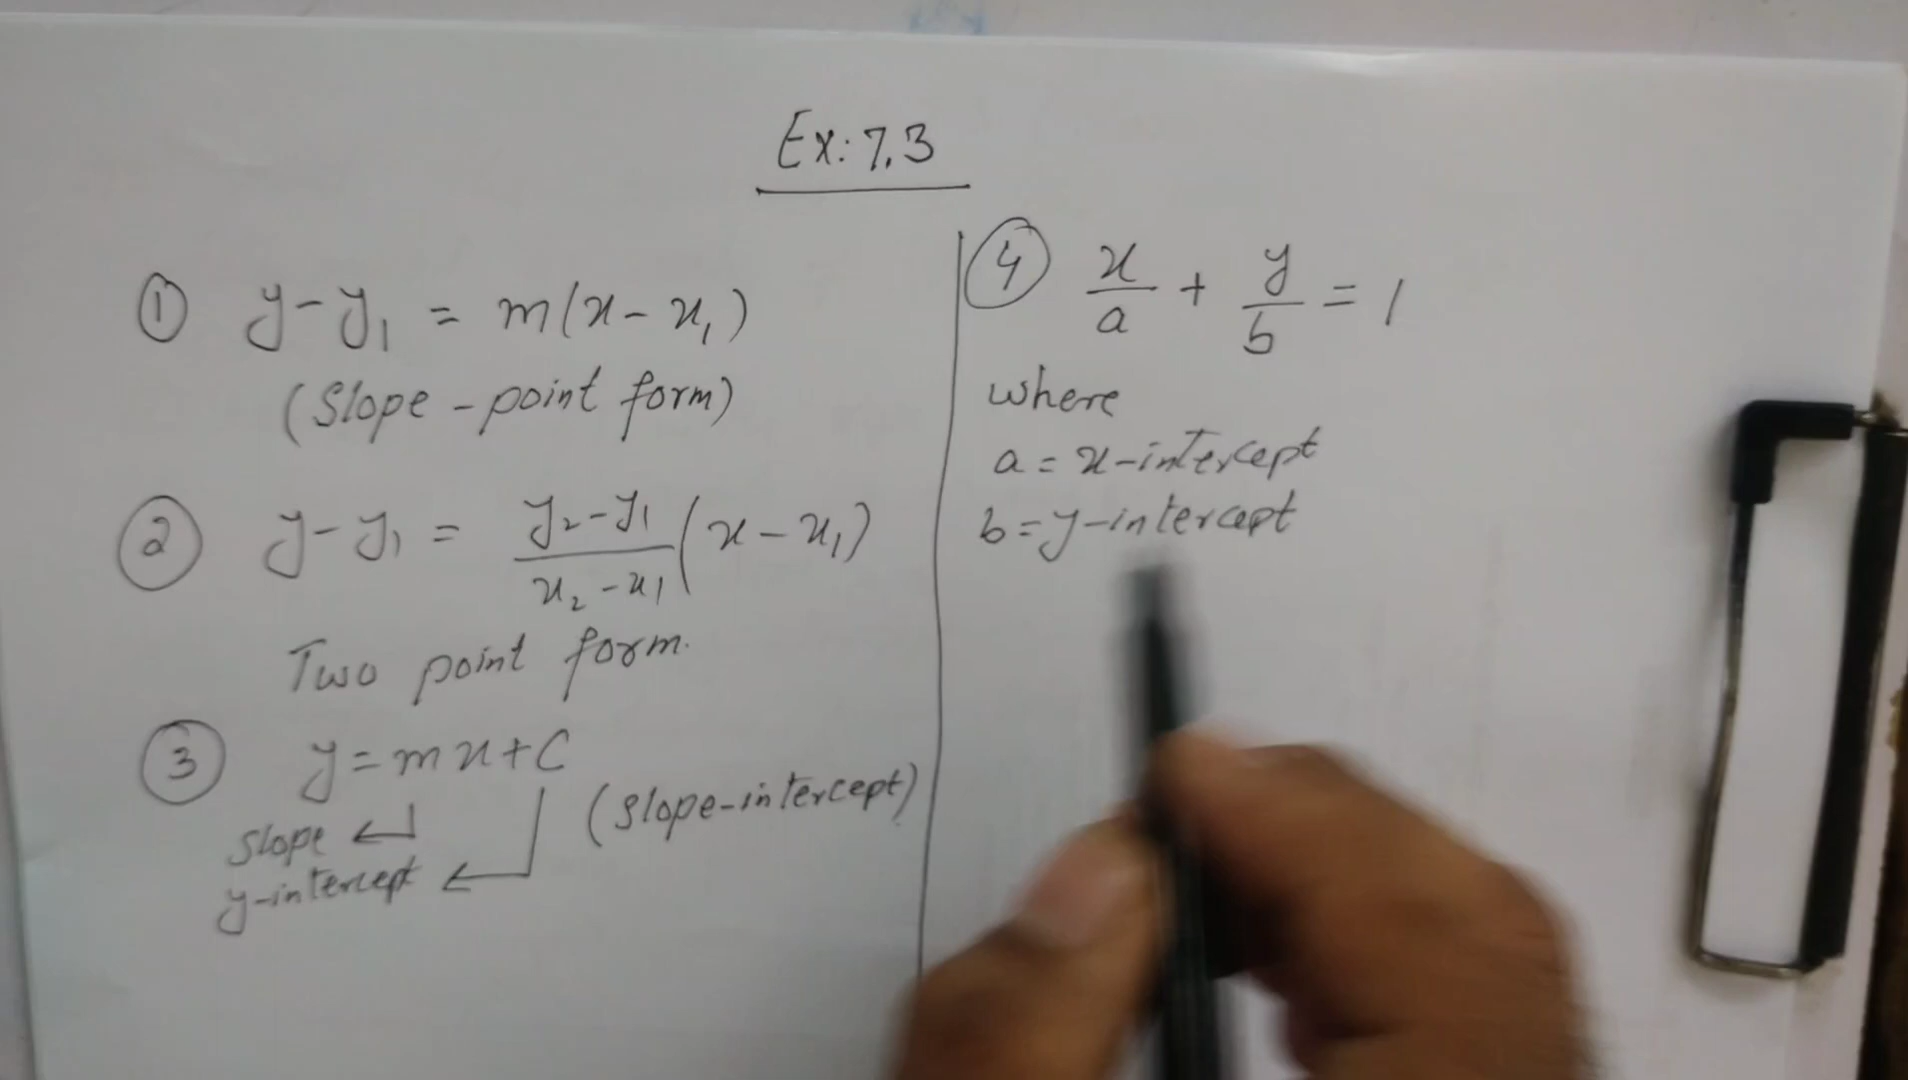 Ex: 7.3
① y - y₁ = m(x - x₁)
(Slope - point form)
② y - y₁ = y₂ - y₁ / x₂ - x₁ (x - x₁)
Two point form.
③ y = mx + C
(slope-intercept)
slope ↵
y-intercept ↵
④ x/a + y/b = 1
where
a = x-intercept
b = y-intercept